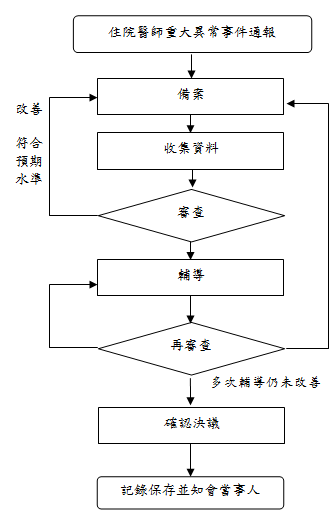 住院醫師重大異常事件通報
備案
改善
符合
預期
水準
收集資料
審查
輔導
再審查
多次輔導仍未改善
確認決議
記錄保存並知會當事人